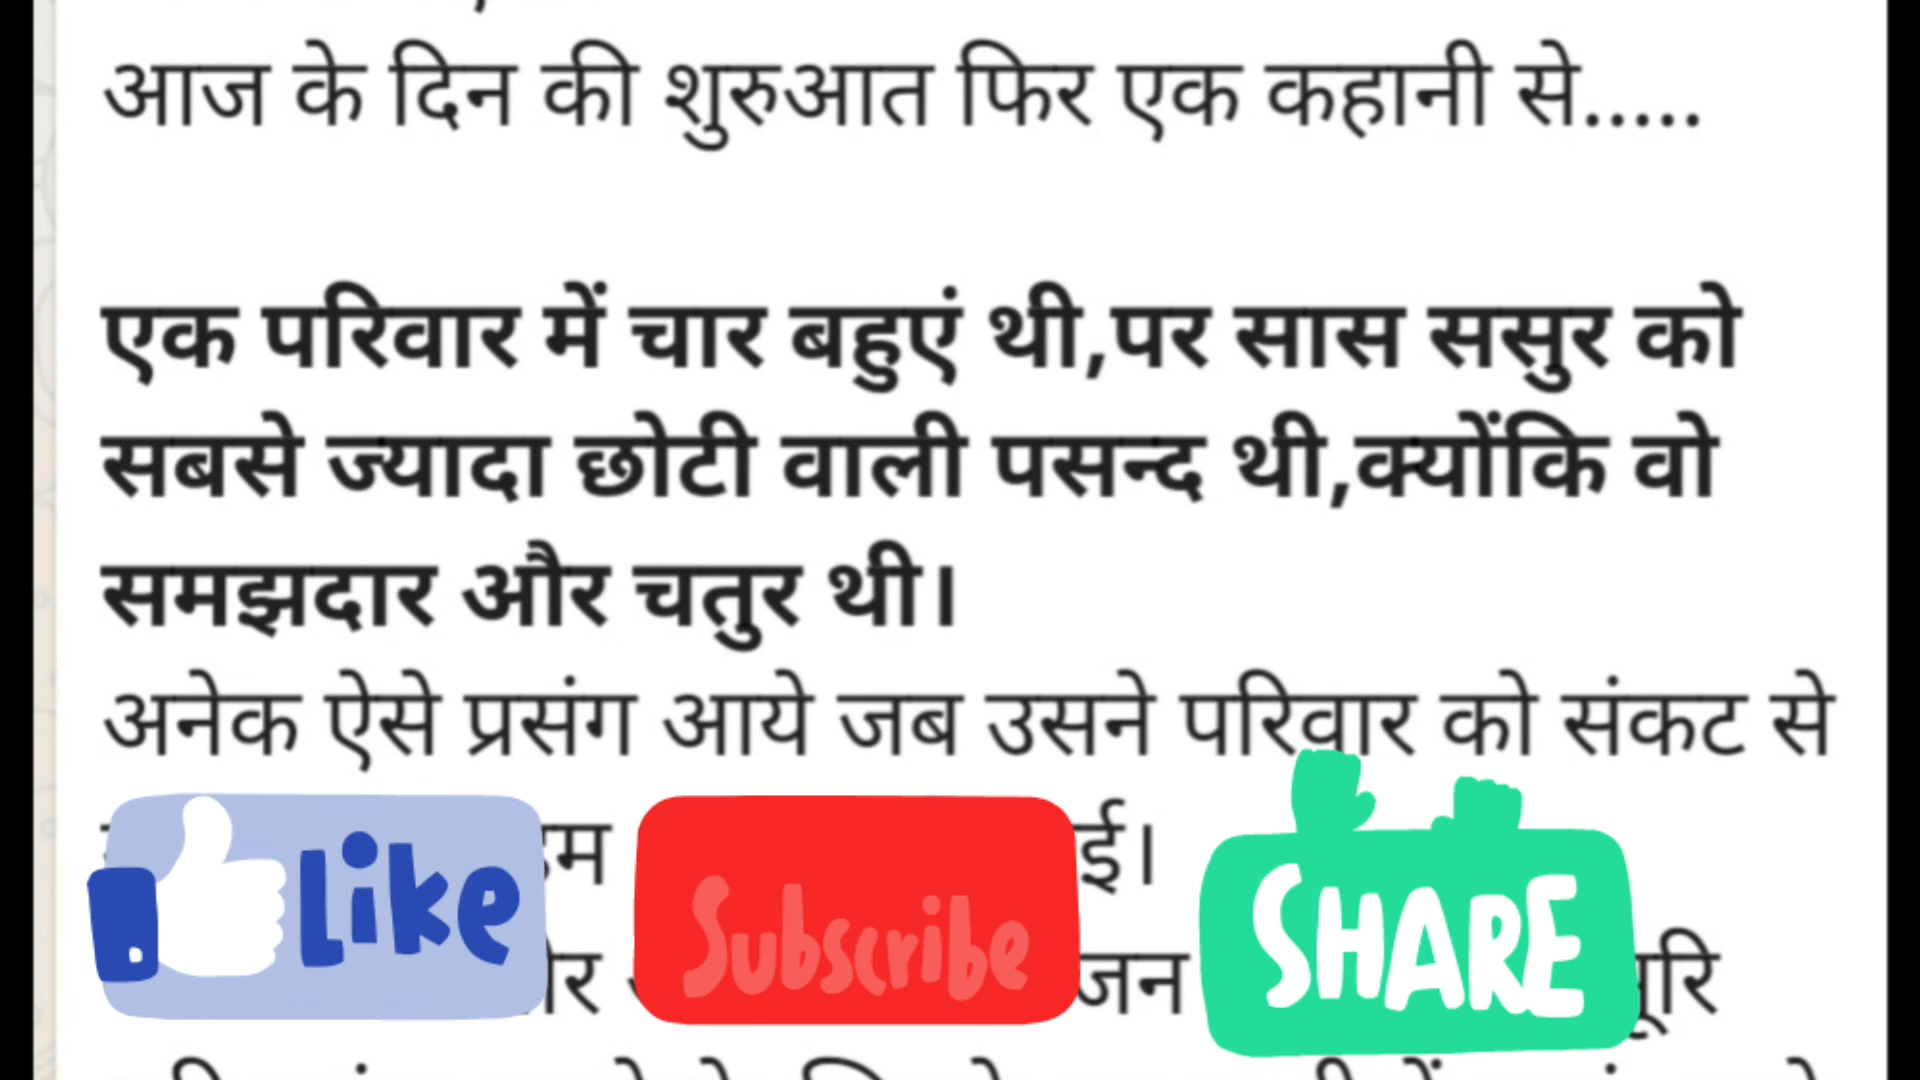 आज के दिन की शुरुआत फिर एक कहानी से.....
एक परिवार में चार बहुएं थी,पर सास ससुर को
सबसे ज्यादा छोटी वाली पसन्द थी,क्योंकि वो
समझदार और चतुर थी।
अनेक ऐसे प्रसंग आये जब उसने परिवार को संकट से
Like
Subscribe
SHARE